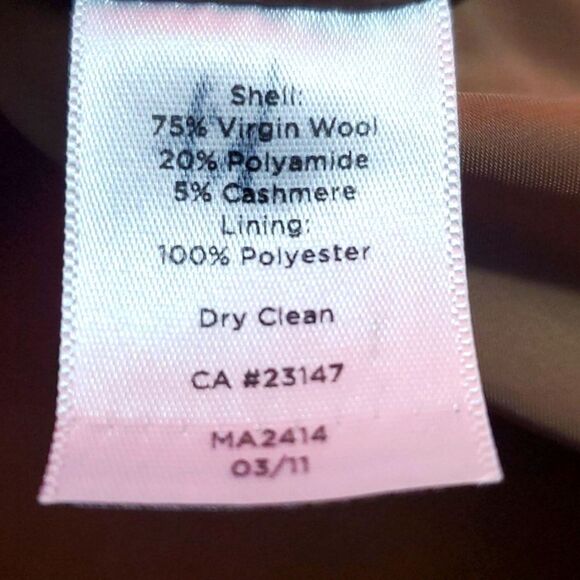 Shell:
75% Virgin Wool
20% Polyamide
5% Cashmere
Lining:
100% Polyester
Dry Clean
CA #23147
MA2414
03/11